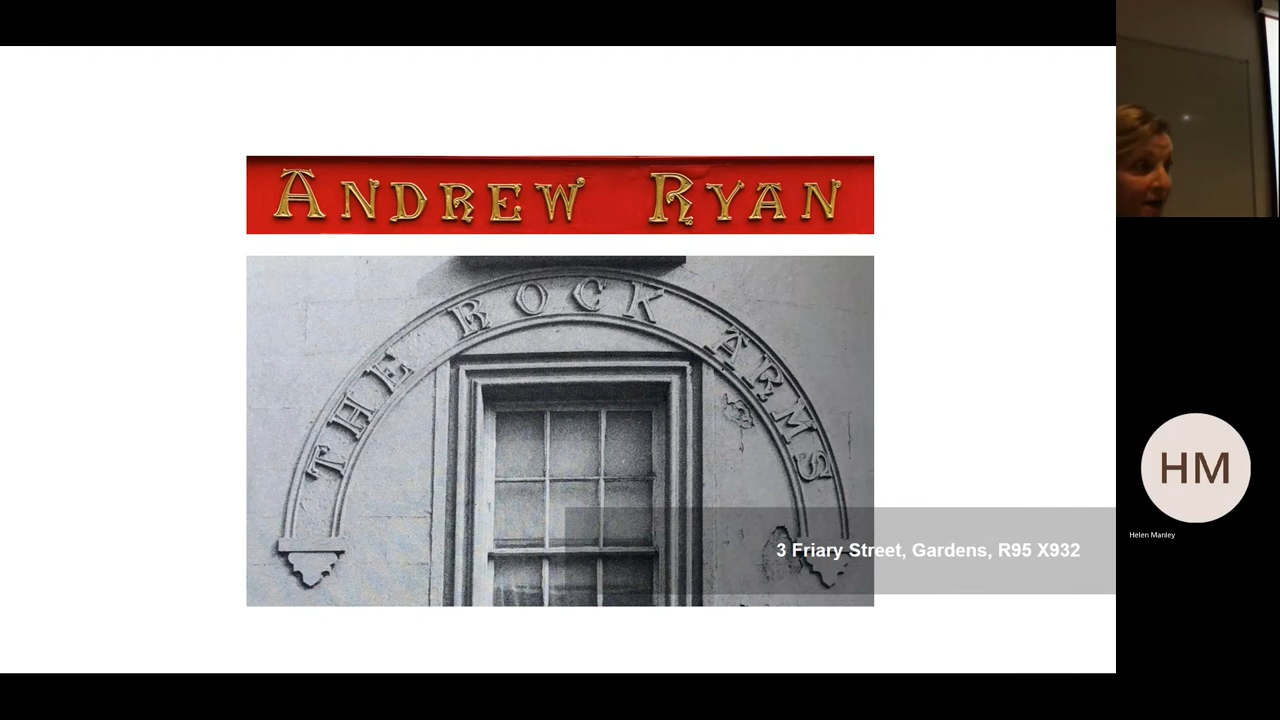 ANDREW RYAN
THE ROCK ARMS
3 Friary Street, Gardens, R95 X932
HM
Helen Manley